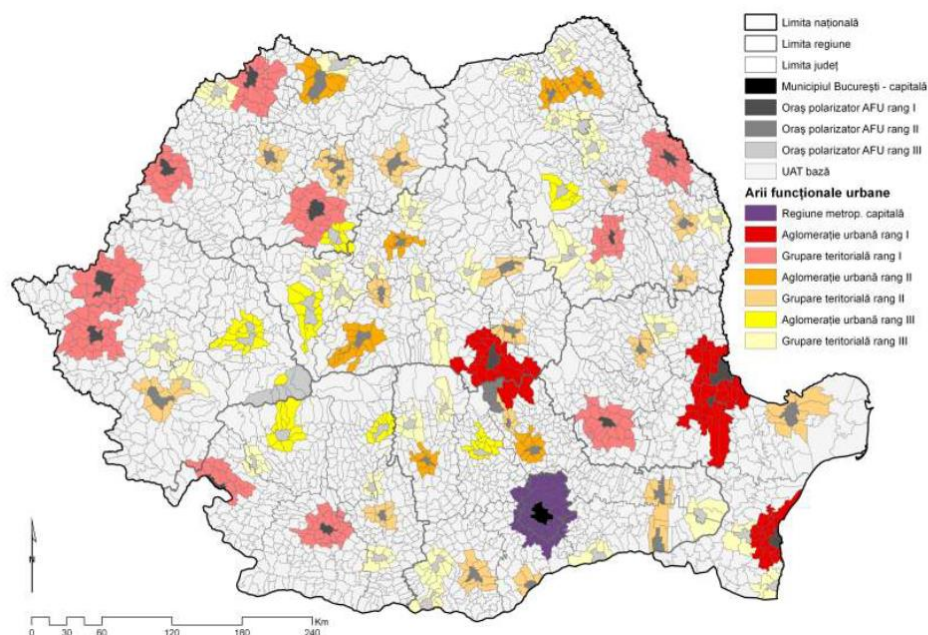 Limita națională
Limita regiune
Limita județ
Municipiul București - capitală
Oraș polarizator AFU rang I
Oraș polarizator AFU rang II
Oraș polarizator AFU rang III
UAT bază
Arii funcționale urbane
Regiune metrop. capitală
Aglomerație urbană rang I
Grupare teritorială rang I
Aglomerație urbană rang II
Grupare teritorială rang II
Aglomerație urbană rang III
Grupare teritorială rang III
N
Km
0 15 30 60 120 180 240